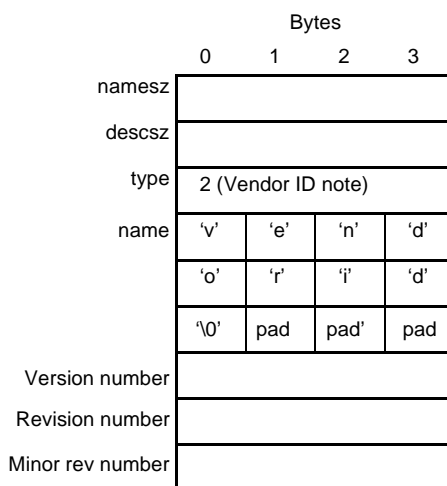 Bytes
0 1 2 3
namesz
descsz
type 2 (Vendor ID note)
name ‘v’ ‘e’ ‘n’ ‘d’
‘o’ ‘r’ ‘i’ ‘d’
‘\0’ pad pad’ pad
Version number
Revision number
Minor rev number